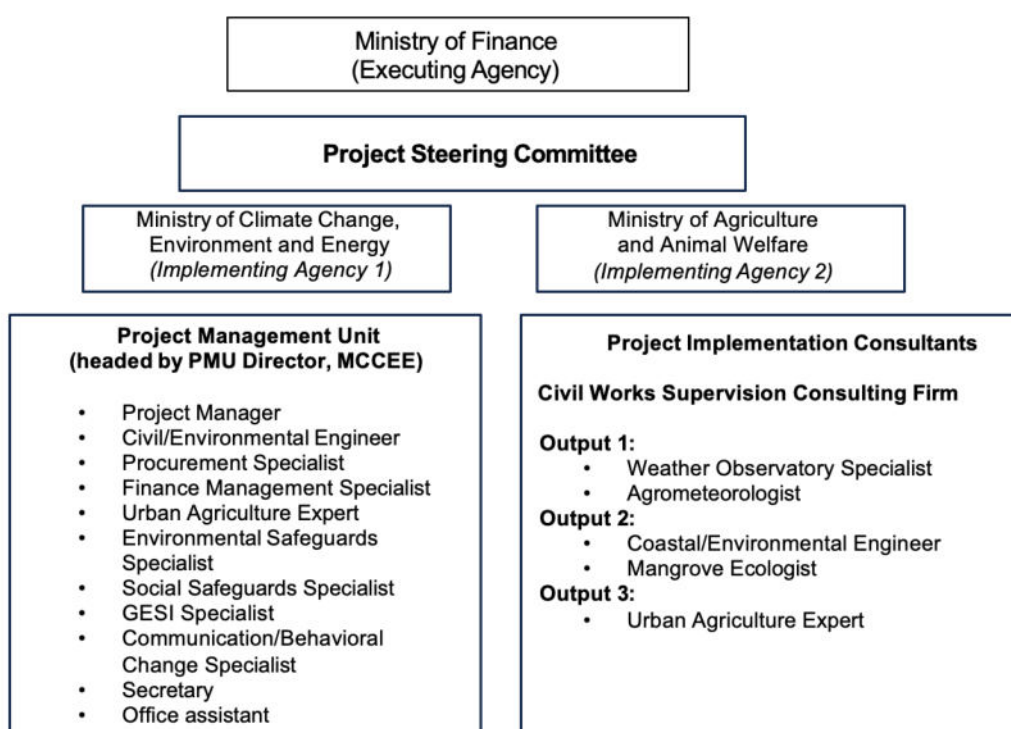 Ministry of Finance
(Executing Agency)
Project Steering Committee
Ministry of Climate Change,
Environment and Energy
(Implementing Agency 1)
Ministry of Agriculture
and Animal Welfare
(Implementing Agency 2)
Project Management Unit
(headed by PMU Director, MCCEE)
• Project Manager
• Civil/Environmental Engineer
• Procurement Specialist
• Finance Management Specialist
• Urban Agriculture Expert
• Environmental Safeguards
Specialist
• Social Safeguards Specialist
• GESI Specialist
• Communication/Behavioral
Change Specialist
• Secretary
• Office assistant
Project Implementation Consultants
Civil Works Supervision Consulting Firm
Output 1:
• Weather Observatory Specialist
• Agrometeorologist
Output 2:
• Coastal/Environmental Engineer
• Mangrove Ecologist
Output 3:
• Urban Agriculture Expert